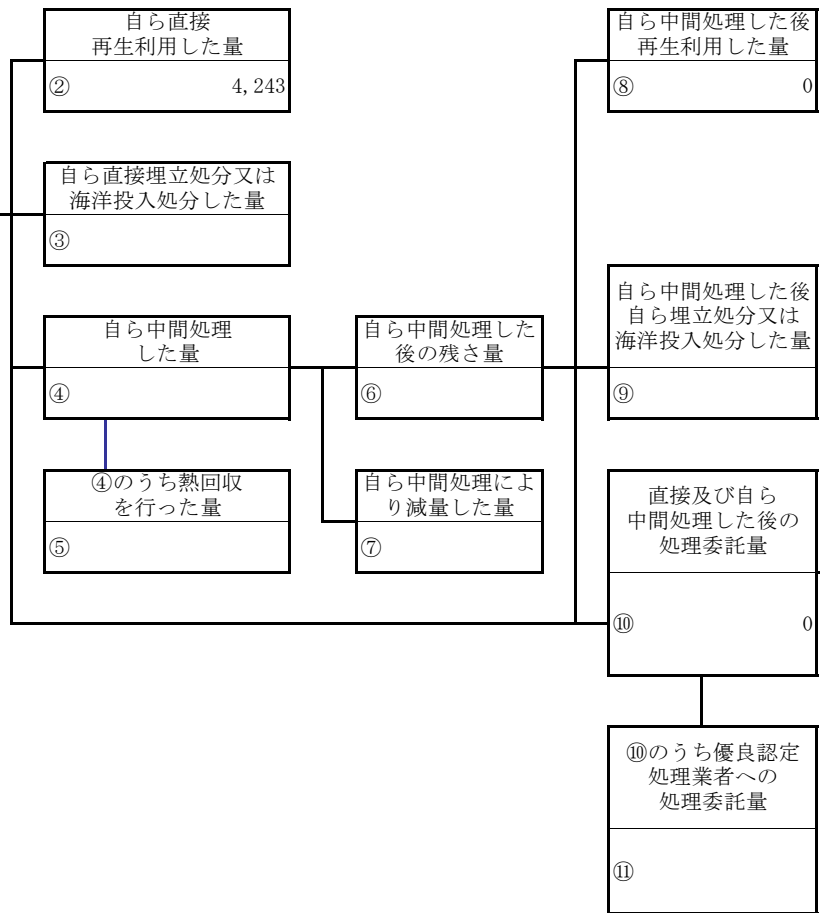 自ら直接
再生利用した量
② 4,243
自ら中間処理した後
再生利用した量
⑧ 0
自ら直接埋立処分又は
海洋投入処分した量
③
自ら中間処理
した量
④
自ら中間処理した
後の残さ量
⑥
自ら中間処理した後
自ら埋立処分又は
海洋投入処分した量
⑨
④のうち熱回収
を行った量
⑤
自ら中間処理によ
り減量した量
⑦
直接及び自ら
中間処理した後の
処理委託量
⑩ 0
⑩のうち優良認定
処理業者への
処理委託量
⑪